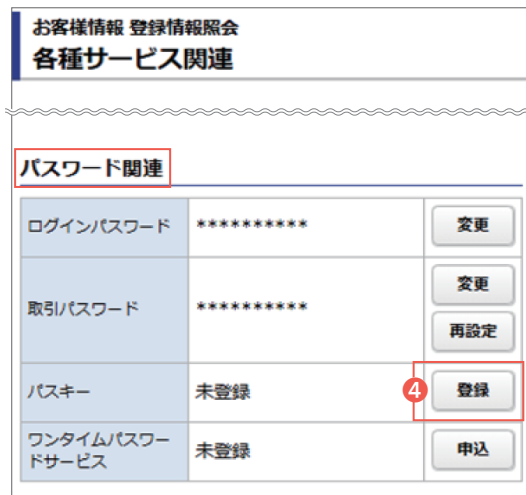 お客様情報 登録情報照会
各種サービス関連
パスワード関連
ログインパスワード ********** 変更
取引パスワード ********** 変更
再設定
パスキー 未登録 4 登録
ワンタイムパスワー
ドサービス 未登録 申込